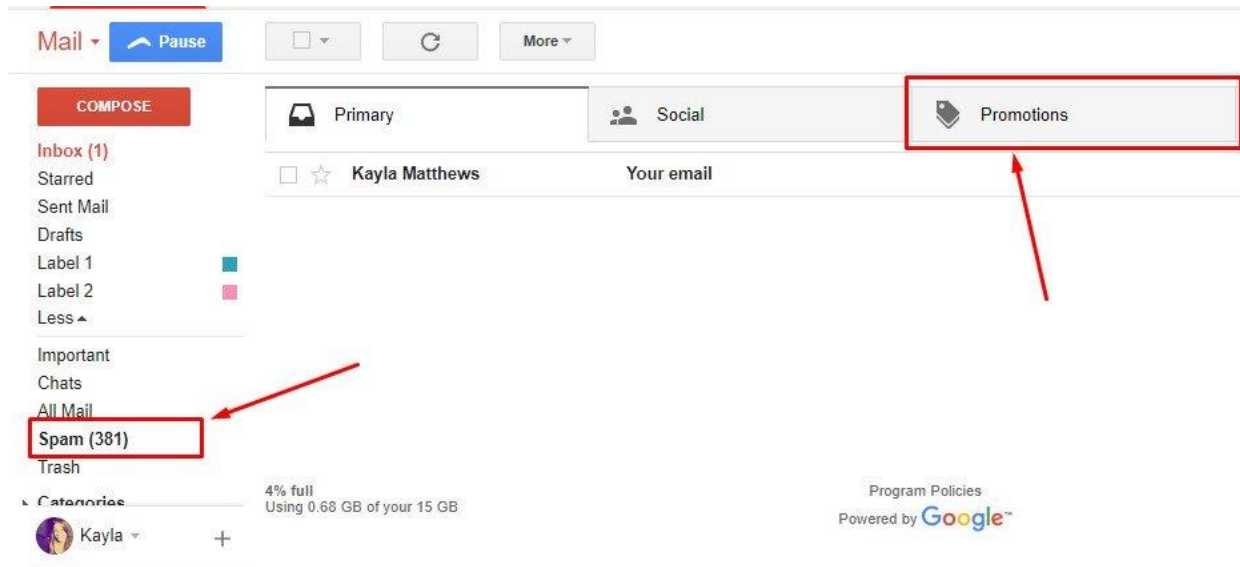 Mail Pause More
COMPOSE
Primary Social Promotions
Inbox (1)
Kayla Matthews Your email
Starred
Sent Mail
Drafts
Label 1
Label 2
Less
Important
Chats
All Mail
Spam (381)
Trash
Categories
4% full
Using 0.68 GB of your 15 GB
Program Policies
Powered by Google™
Kayla +